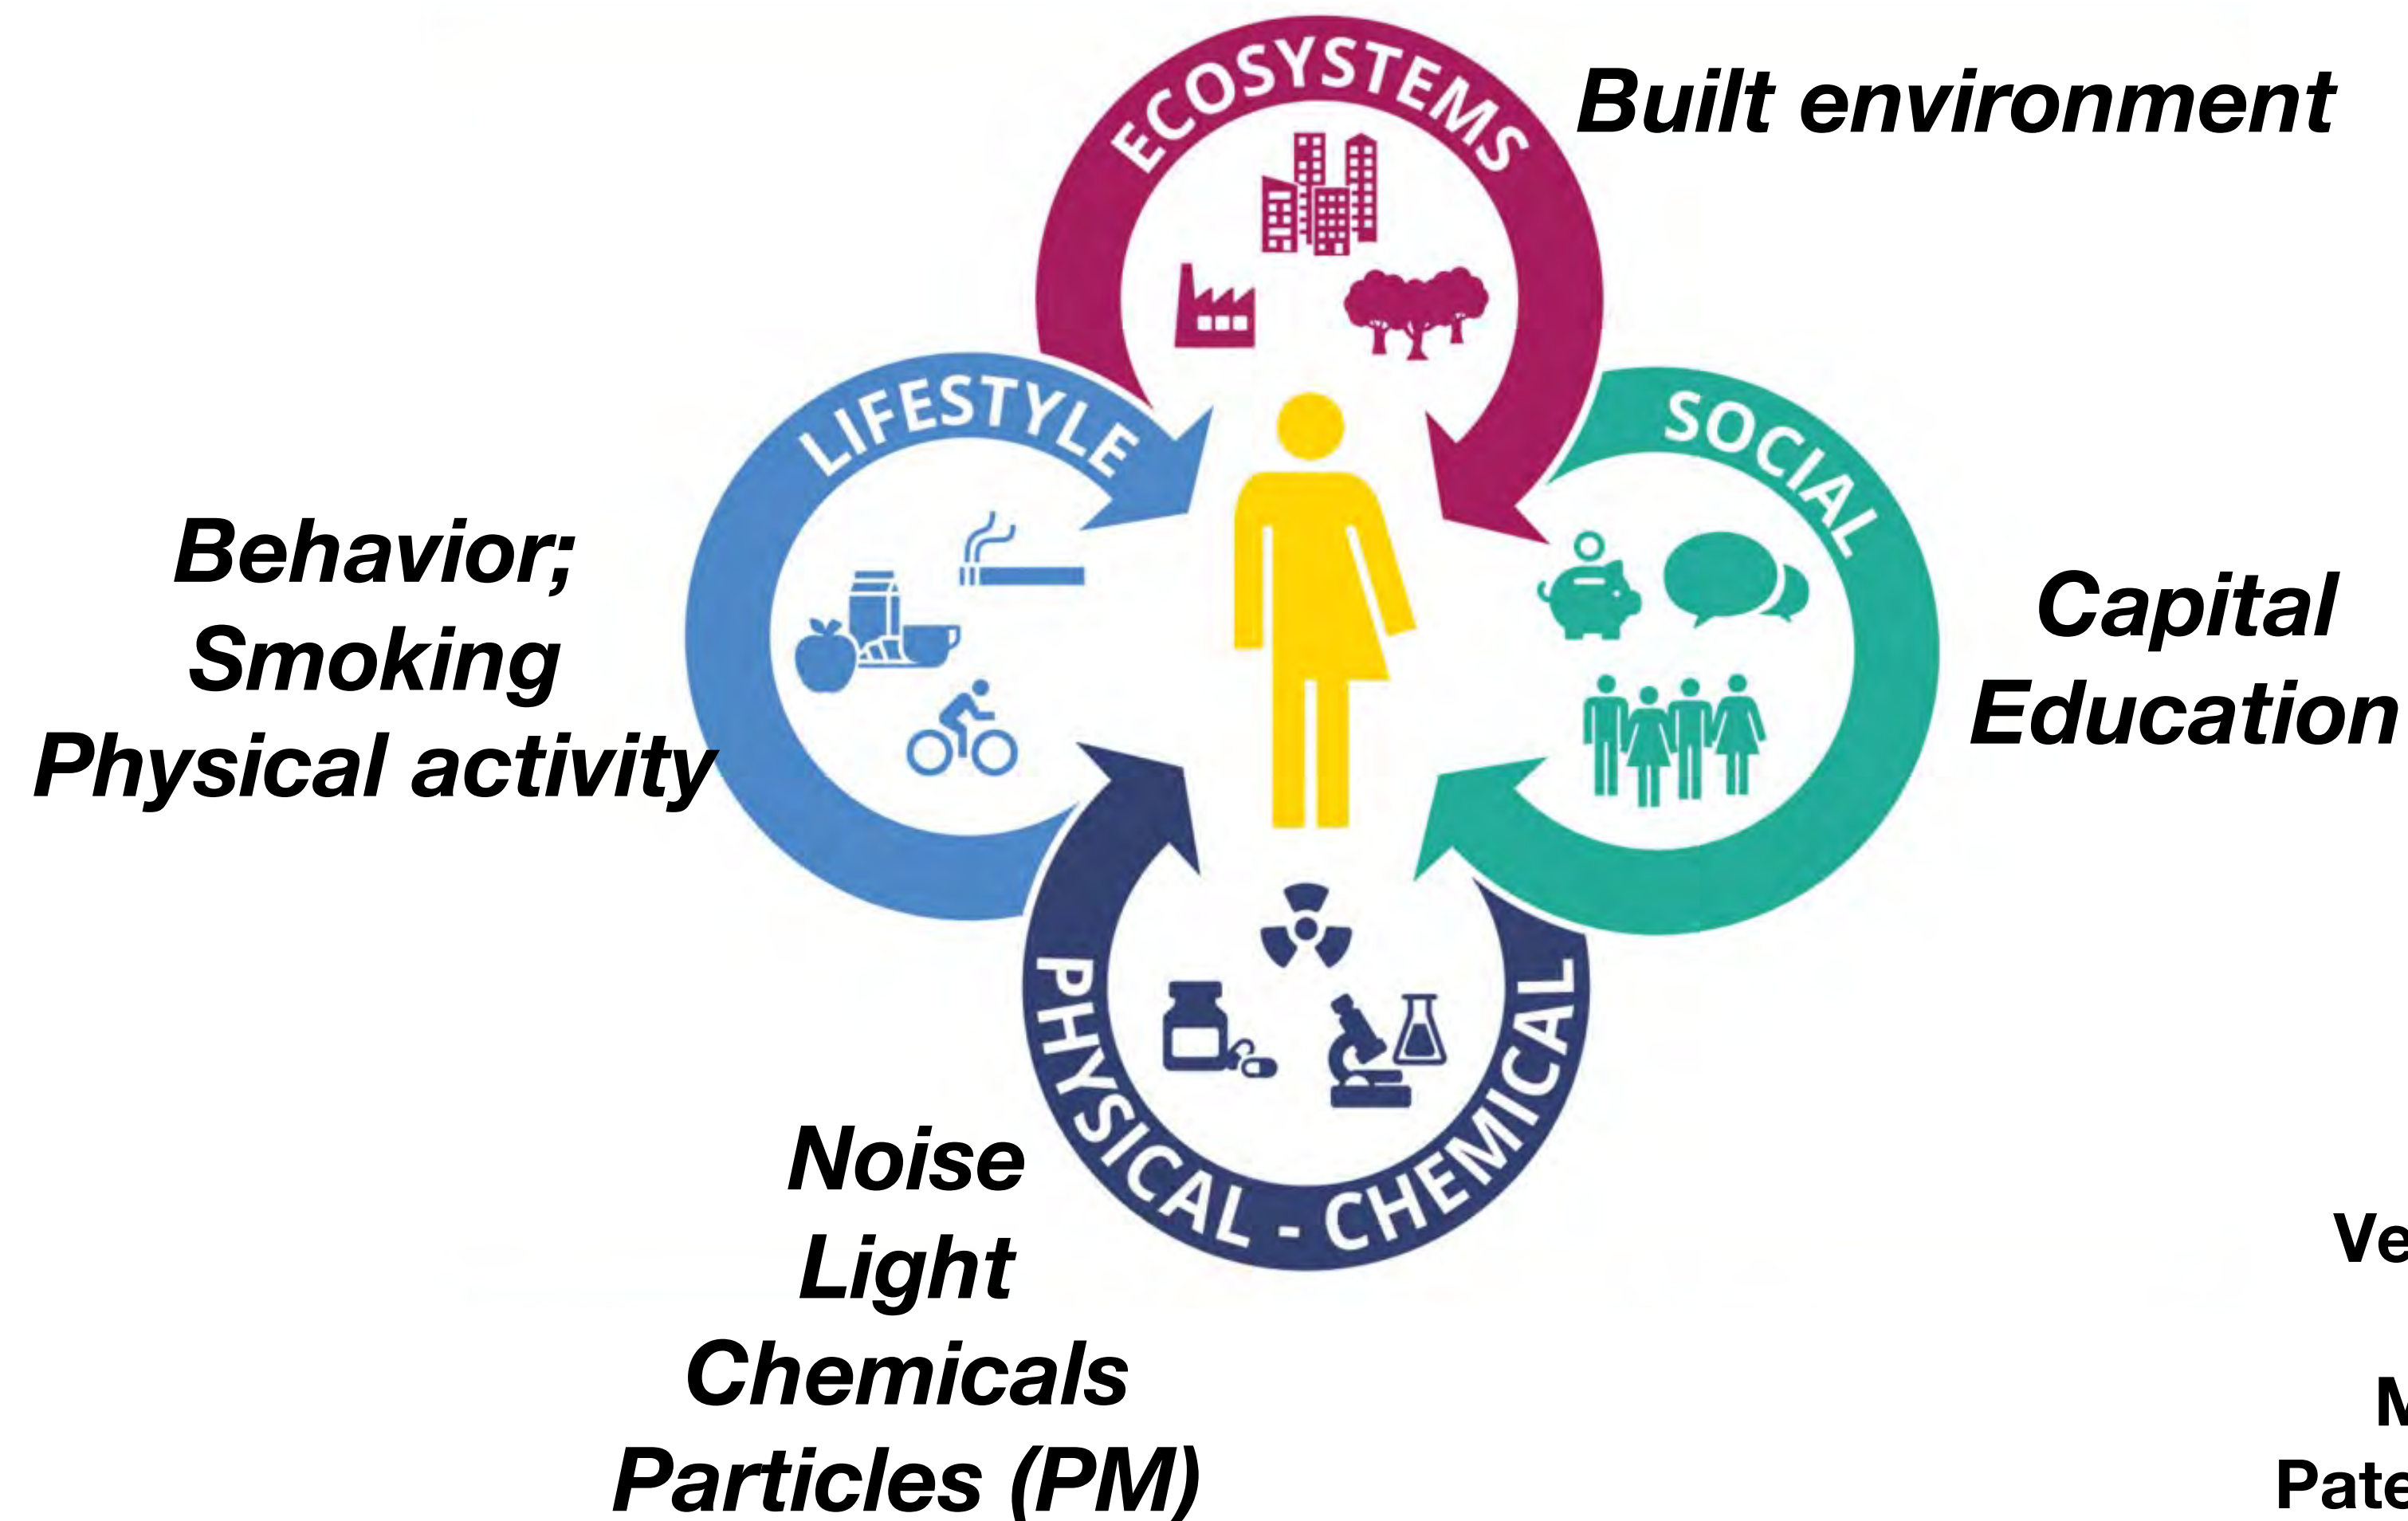 ECOSYSTEMS
Built environment
LIFESTYLE
SOCIAL
Behavior;
Smoking
Physical activity
Capital
Education
PHYSICAL - CHEMICAL
Noise
Light
Chemicals
Particles (PM)